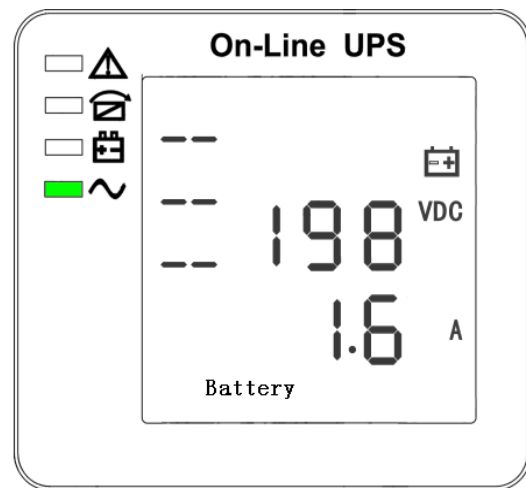 On-Line UPS
--
-- 198 VDC
--
1.6 A
Battery